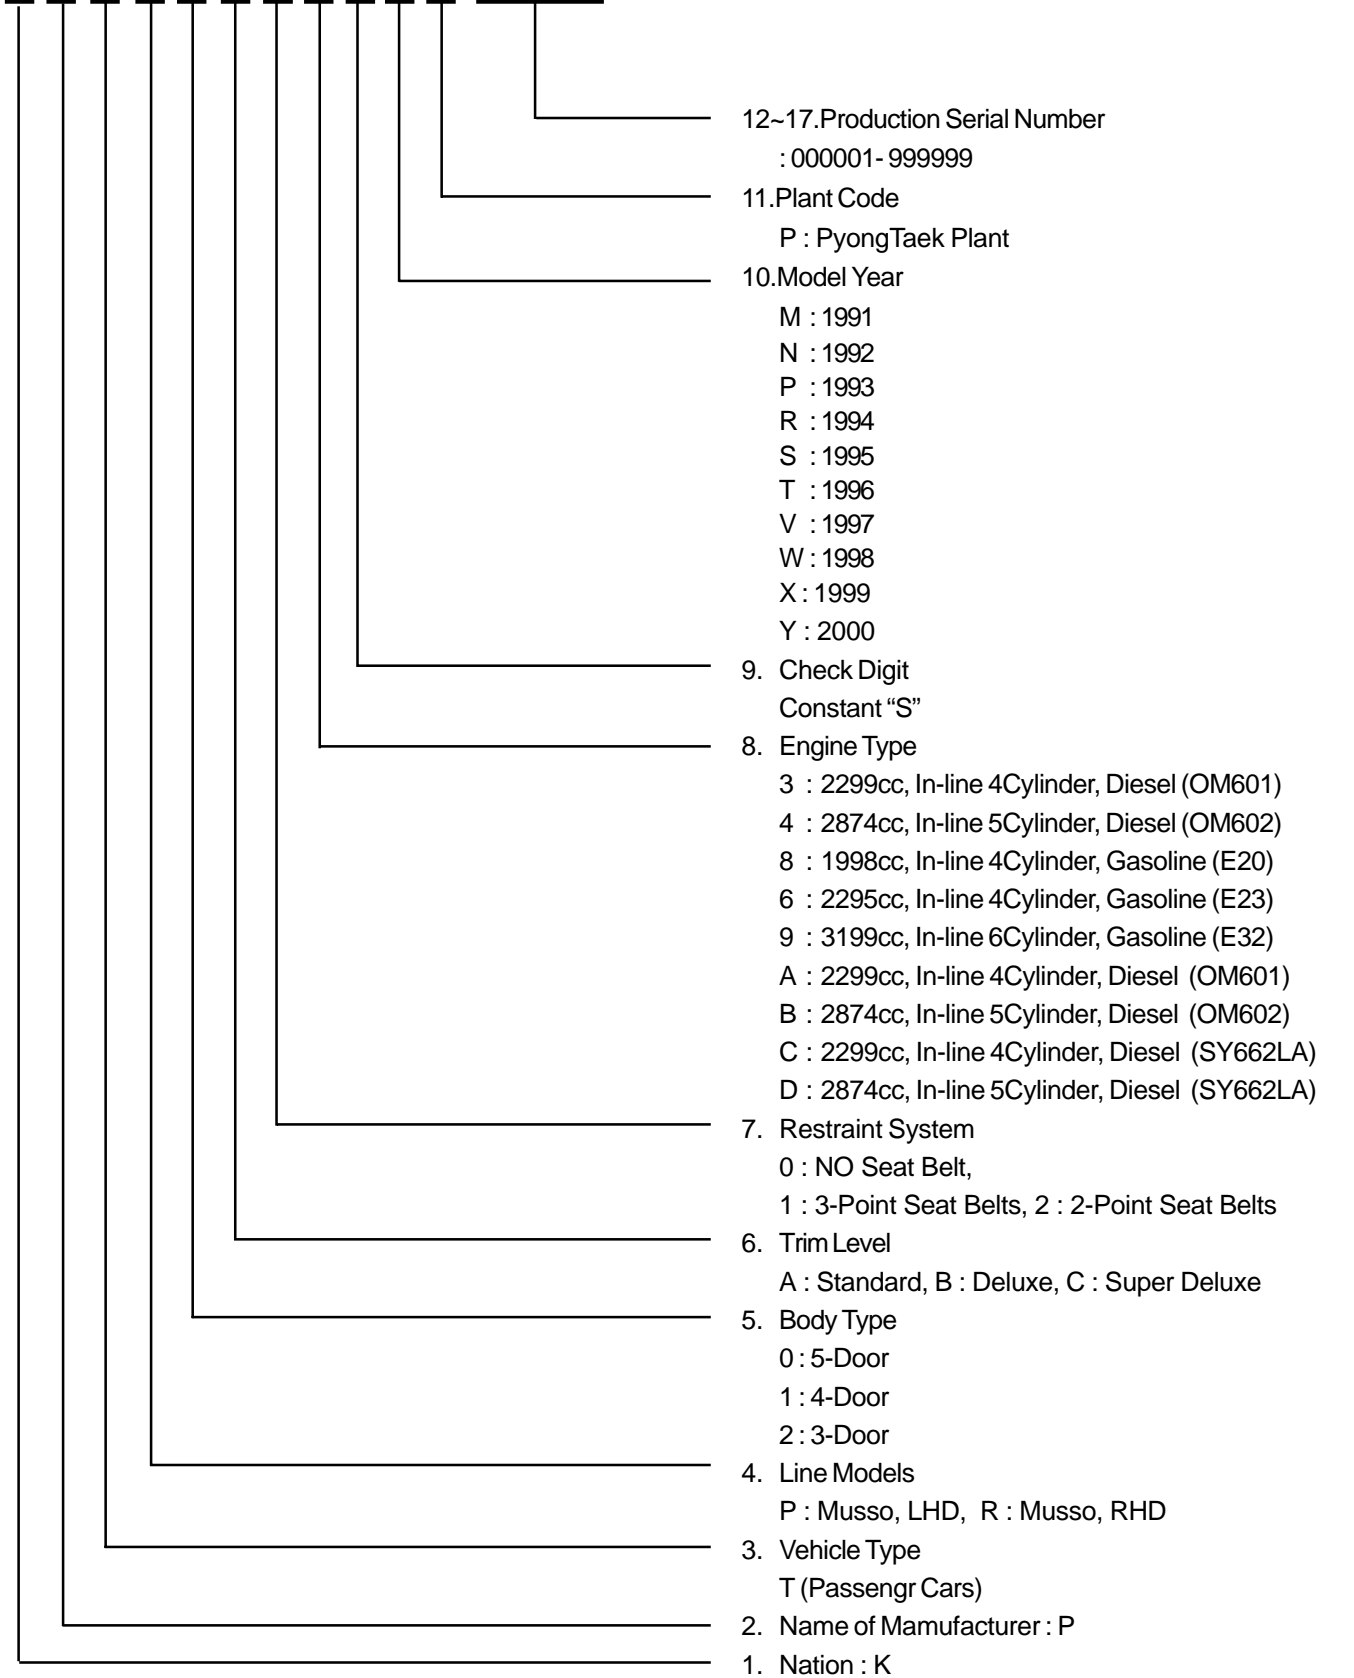 12~17.Production Serial Number
: 000001- 999999
11.Plant Code
P : PyongTaek Plant
10.Model Year
M : 1991
N : 1992
P : 1993
R : 1994
S : 1995
T : 1996
V : 1997
W : 1998
X : 1999
Y : 2000
9. Check Digit
Constant “S”
8. Engine Type
3 : 2299cc, In-line 4Cylinder, Diesel (OM601)
4 : 2874cc, In-line 5Cylinder, Diesel (OM602)
8 : 1998cc, In-line 4Cylinder, Gasoline (E20)
6 : 2295cc, In-line 4Cylinder, Gasoline (E23)
9 : 3199cc, In-line 6Cylinder, Gasoline (E32)
A : 2299cc, In-line 4Cylinder, Diesel (OM601)
B : 2874cc, In-line 5Cylinder, Diesel (OM602)
C : 2299cc, In-line 4Cylinder, Diesel (SY662LA)
D : 2874cc, In-line 5Cylinder, Diesel (SY662LA)
7. Restraint System
0 : NO Seat Belt,
1 : 3-Point Seat Belts, 2 : 2-Point Seat Belts
6. Trim Level
A : Standard, B : Deluxe, C : Super Deluxe
5. Body Type
0 : 5-Door
1 : 4-Door
2 : 3-Door
4. Line Models
P : Musso, LHD, R : Musso, RHD
3. Vehicle Type
T (Passengr Cars)
2. Name of Mamufacturer : P
1. Nation : K